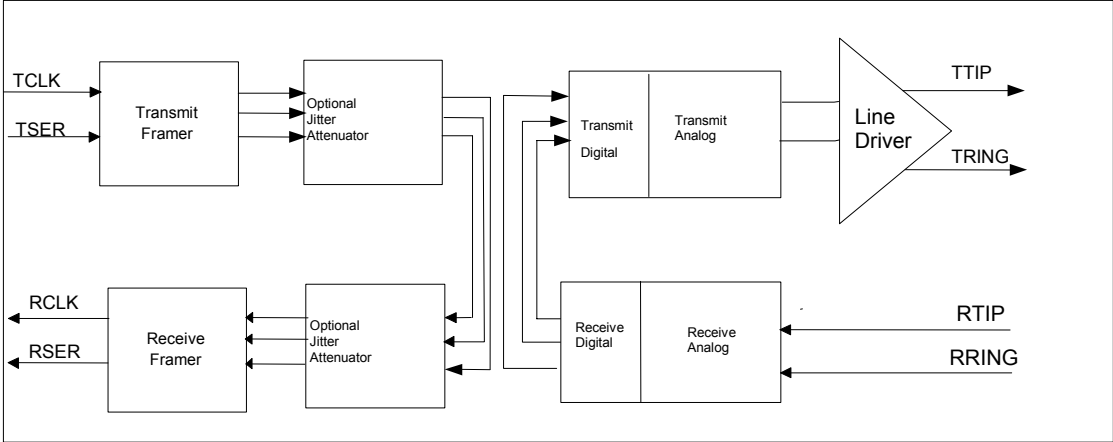 TCLK
TSER
Transmit
Framer
Optional
Jitter
Attenuator
Transmit
Digital
Transmit
Analog
Line
Driver
TTIP
TRING
RCLK
RSER
Receive
Framer
Optional
Jitter
Attenuator
Receive
Digital
Receive
Analog
RTIP
RRING